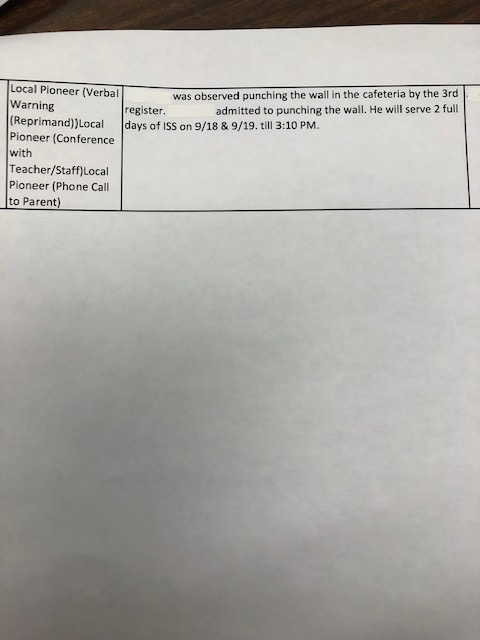 Local Pioneer (Verbal
Warning
(Reprimand))Local
Pioneer (Conference
with
Teacher/Staff)Local
Pioneer (Phone Call
to Parent)
was observed punching the wall in the cafeteria by the 3rd
register. admitted to punching the wall. He will serve 2 full
days of ISS on 9/18 & 9/19. till 3:10 PM.